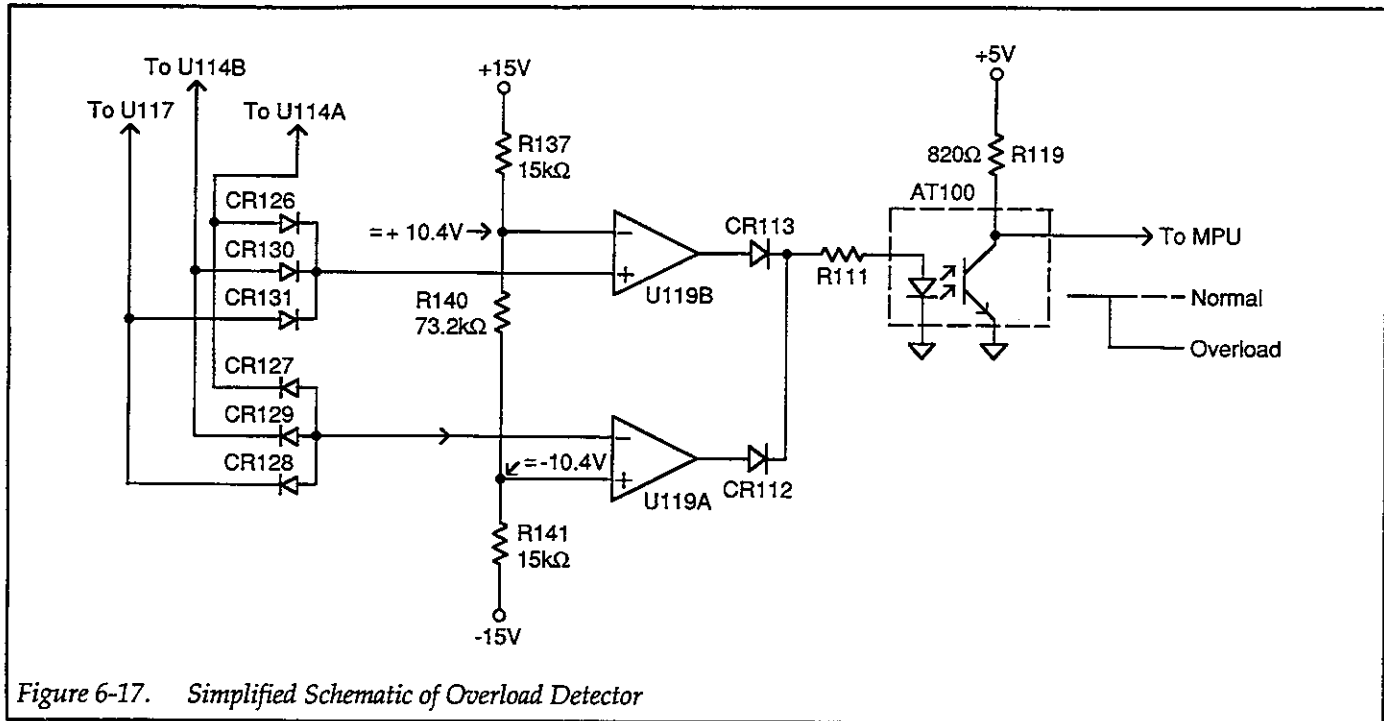 To U114B
To U117
To U114A
+15V
+5V
R137
15kΩ
820Ω
R119
AT100
CR126
CR130
CR131
=+ 10.4V
−
+
U119B
CR113
R111
To MPU
R140
73.2kΩ
Normal
Overload
CR127
CR129
CR128
=-10.4V
−
+
U119A
CR112
R141
15kΩ
-15V
Figure 6-17. Simplified Schematic of Overload Detector